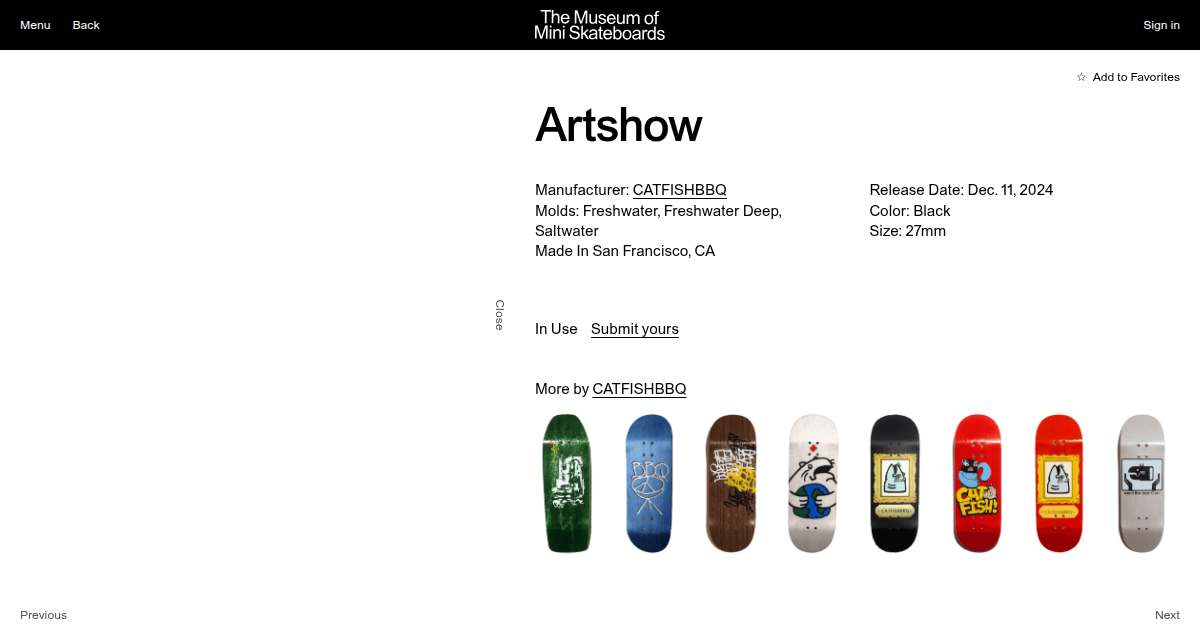 Menu
Back
The Museum of
Mini Skateboards
Sign in
☆ Add to Favorites
Artshow
Manufacturer: CATFISHBBQ
Molds: Freshwater, Freshwater Deep,
Saltwater
Made In San Francisco, CA
Release Date: Dec. 11, 2024
Color: Black
Size: 27mm
Close
In Use
Submit yours
More by CATFISHBBQ
BBQ
CATFISHBBQ
CAT
FISH!
CATFISHBBQ
Previous
Next